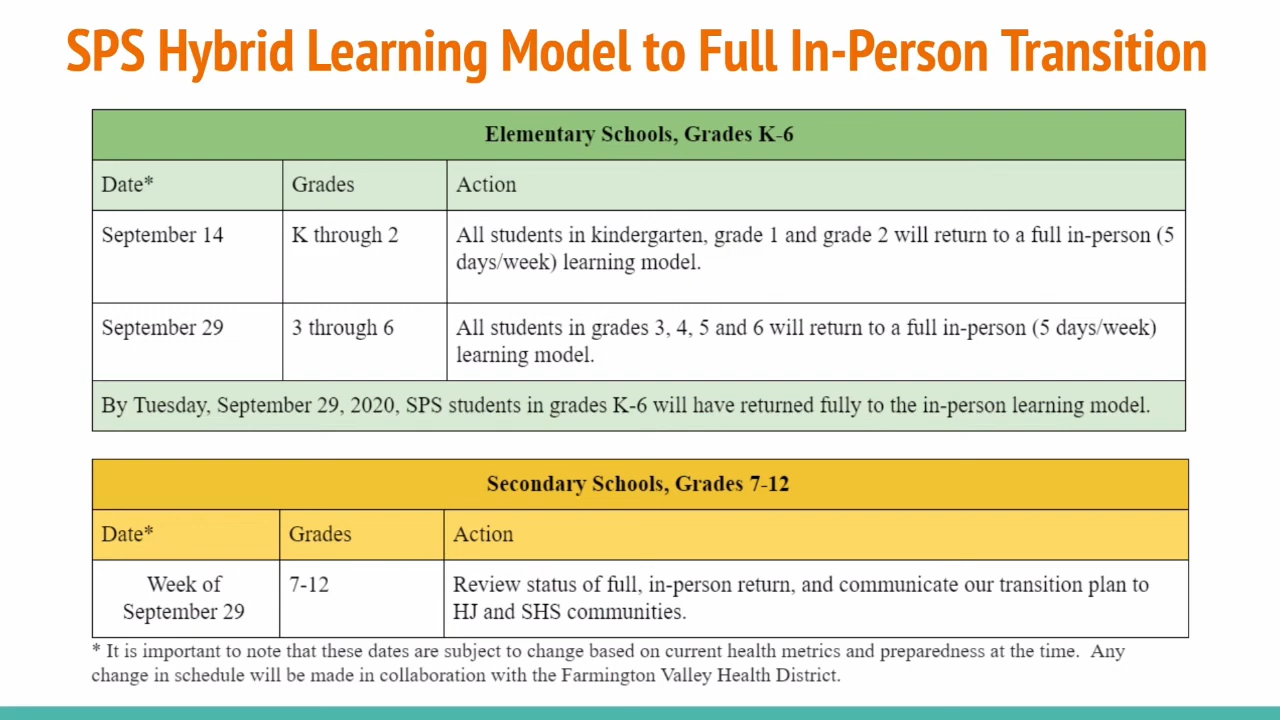 SPS Hybrid Learning Model to Full In-Person Transition
Elementary Schools, Grades K-6
Date* Grades Action
September 14 K through 2 All students in kindergarten, grade 1 and grade 2 will return to a full in-person (5
days/week) learning model.
September 29 3 through 6 All students in grades 3, 4, 5 and 6 will return to a full in-person (5 days/week)
learning model.
By Tuesday, September 29, 2020, SPS students in grades K-6 will have returned fully to the in-person learning model.
Secondary Schools, Grades 7-12
Date* Grades Action
Week of 7-12 Review status of full, in-person return, and communicate our transition plan to
September 29 HJ and SHS communities.
* It is important to note that these dates are subject to change based on current health metrics and preparedness at the time. Any
change in schedule will be made in collaboration with the Farmington Valley Health District.